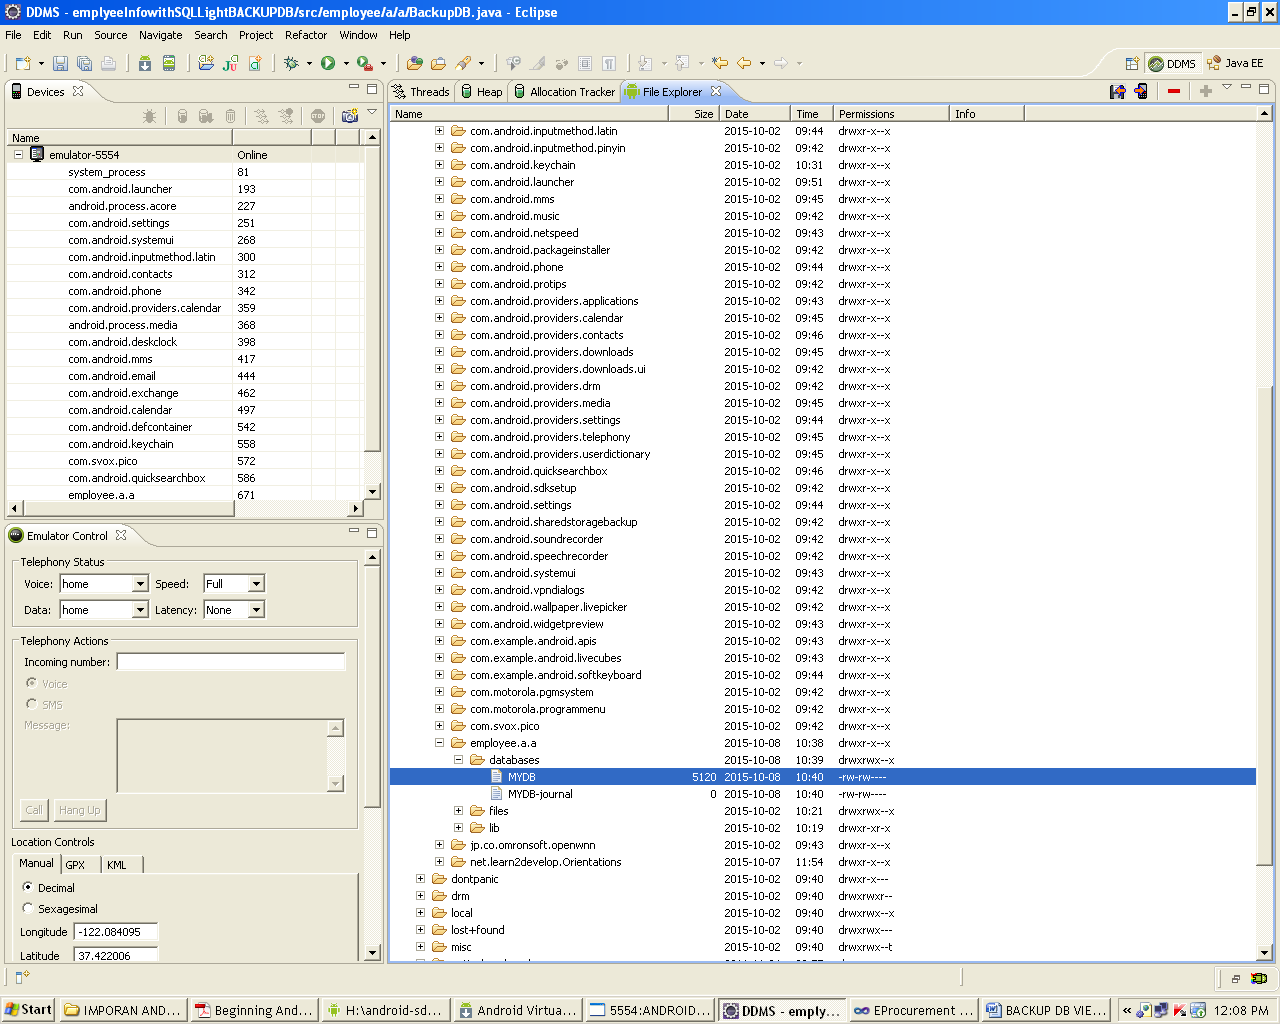 DDMS - emplyeeInfowithSQLLightBACKUPDB/src/employee/a/a/BackupDB.java - Eclipse
File Edit Run Source Navigate Search Project Refactor Window Help
DDMS Java EE
Devices
Name
emulator-5554 Online
system_process 81
com.android.launcher 193
android.process.acore 227
com.android.settings 251
com.android.systemui 268
com.android.inputmethod.latin 300
com.android.contacts 312
com.android.phone 342
com.android.providers.calendar 359
android.process.media 368
com.android.deskclock 398
com.android.mms 417
com.android.email 444
com.android.exchange 462
com.android.calendar 497
com.android.defcontainer 542
com.android.keychain 558
com.svox.pico 572
com.android.quicksearchbox 586
employee.a.a 671
Emulator Control
Telephony Status
Voice: home Speed: Full
Data: home Latency: None
Telephony Actions
Incoming number:
Voice
SMS
Message:
Call Hang Up
Location Controls
Manual GPX KML
Decimal
Sexagesimal
Longitude -122.084095
Latitude 37.422006
Threads Heap Allocation Tracker File Explorer
Name Size Date Time Permissions Info
com.android.inputmethod.latin 2015-10-02 09:44 drwxr-x--x
com.android.inputmethod.pinyin 2015-10-02 09:42 drwxr-x--x
com.android.keychain 2015-10-02 10:31 drwxr-x--x
com.android.launcher 2015-10-02 09:51 drwxr-x--x
com.android.mms 2015-10-02 09:45 drwxr-x--x
com.android.music 2015-10-02 09:42 drwxr-x--x
com.android.netspeed 2015-10-02 09:43 drwxr-x--x
com.android.packageinstaller 2015-10-02 09:42 drwxr-x--x
com.android.phone 2015-10-02 09:44 drwxr-x--x
com.android.protips 2015-10-02 09:42 drwxr-x--x
com.android.providers.applications 2015-10-02 09:43 drwxr-x--x
com.android.providers.calendar 2015-10-02 09:45 drwxr-x--x
com.android.providers.contacts 2015-10-02 09:46 drwxr-x--x
com.android.providers.downloads 2015-10-02 09:45 drwxr-x--x
com.android.providers.downloads.ui 2015-10-02 09:42 drwxr-x--x
com.android.providers.drm 2015-10-02 09:42 drwxr-x--x
com.android.providers.media 2015-10-02 09:45 drwxr-x--x
com.android.providers.settings 2015-10-02 09:44 drwxr-x--x
com.android.providers.telephony 2015-10-02 09:45 drwxr-x--x
com.android.providers.userdictionary 2015-10-02 09:45 drwxr-x--x
com.android.quicksearchbox 2015-10-02 09:46 drwxr-x--x
com.android.sdksetup 2015-10-02 09:42 drwxr-x--x
com.android.settings 2015-10-02 09:44 drwxr-x--x
com.android.sharedstoragebackup 2015-10-02 09:42 drwxr-x--x
com.android.soundrecorder 2015-10-02 09:42 drwxr-x--x
com.android.speechrecorder 2015-10-02 09:42 drwxr-x--x
com.android.systemui 2015-10-02 09:43 drwxr-x--x
com.android.vpndialogs 2015-10-02 09:42 drwxr-x--x
com.android.wallpaper.livepicker 2015-10-02 09:42 drwxr-x--x
com.android.widgetpreview 2015-10-02 09:43 drwxr-x--x
com.example.android.apis 2015-10-02 09:43 drwxr-x--x
com.example.android.livecubes 2015-10-02 09:43 drwxr-x--x
com.example.android.softkeyboard 2015-10-02 09:44 drwxr-x--x
com.motorola.pgmsystem 2015-10-02 09:42 drwxr-x--x
com.motorola.programmenu 2015-10-02 09:42 drwxr-x--x
com.svox.pico 2015-10-02 09:42 drwxr-x--x
employee.a.a 2015-10-08 10:38 drwxr-x--x
databases 2015-10-08 10:39 drwxrwx--x
MYDB 5120 2015-10-08 10:40 -rw-rw----
MYDB-journal 0 2015-10-08 10:40 -rw-rw----
files 2015-10-02 10:21 drwxrwx--x
lib 2015-10-02 10:19 drwxr-xr-x
jp.co.omronsoft.openwnn 2015-10-02 09:43 drwxr-x--x
net.learn2develop.Orientations 2015-10-07 11:54 drwxr-x--x
dontpanic 2015-10-02 09:40 drwxr-x---
drm 2015-10-02 09:40 drwxrwxr--
local 2015-10-02 09:40 drwxrwx--x
lost+found 2015-10-02 09:40 drwxrwx---
misc 2015-10-02 09:40 drwxrwx--t
Start IMPORAN AND... Beginning And... H:\android-sd... Android Virtua... 5554:ANDROID... DDMS - emply... EProcurement ... BACKUP DB VIE... « 12:08 PM